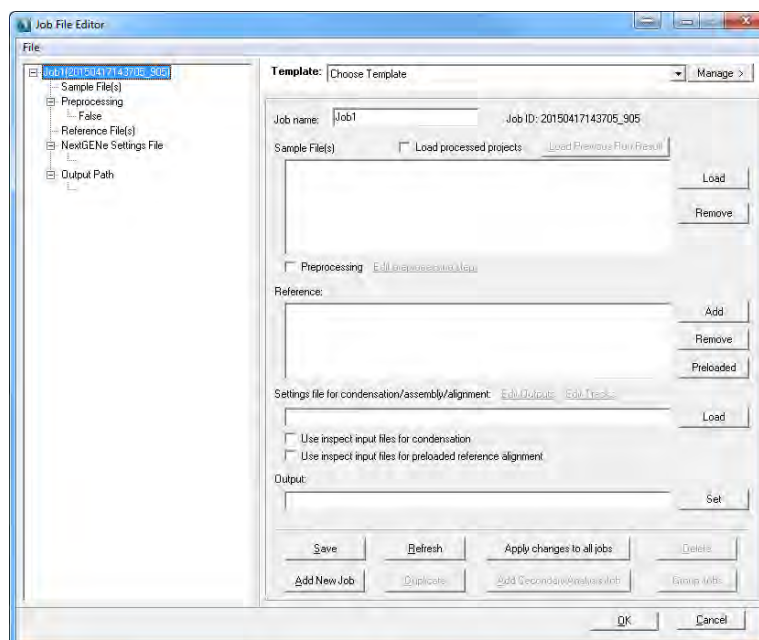 Job File Editor
File
Job1(20150417143705_905)
Sample File(s)
Preprocessing
False
Reference File(s)
NextGENe Settings File
Output Path
Template: Choose Template
Manage >
Job name: Job1
Job ID: 20150417143705_905
Sample File(s)
Load processed projects
Load Previous Run Result
Load
Remove
Preprocessing
Edit preprocessing step
Reference:
Add
Remove
Preloaded
Settings file for condensation/assembly/alignment:
Edit Outputs
Edit Tracks
Load
Use inspect input files for condensation
Use inspect input files for preloaded reference alignment
Output:
Set
Save
Refresh
Apply changes to all jobs
Delete
Add New Job
Duplicate
Add Secondary Analysis Job
Group Jobs
OK
Cancel